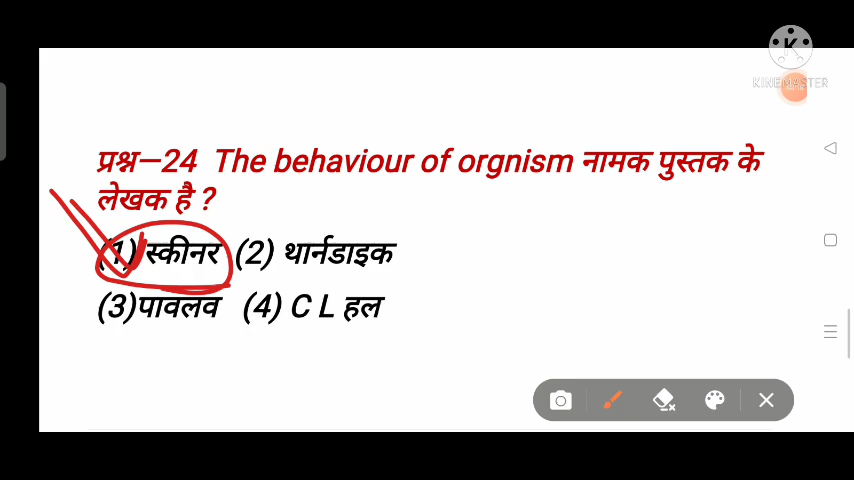 K
KINEMASTER
प्रश्न—24 The behaviour of orgnism नामक पुस्तक के
लेखक है ?
(1) स्कीनर (2) थार्नडाइक
(3)पावलव (4) C L हल